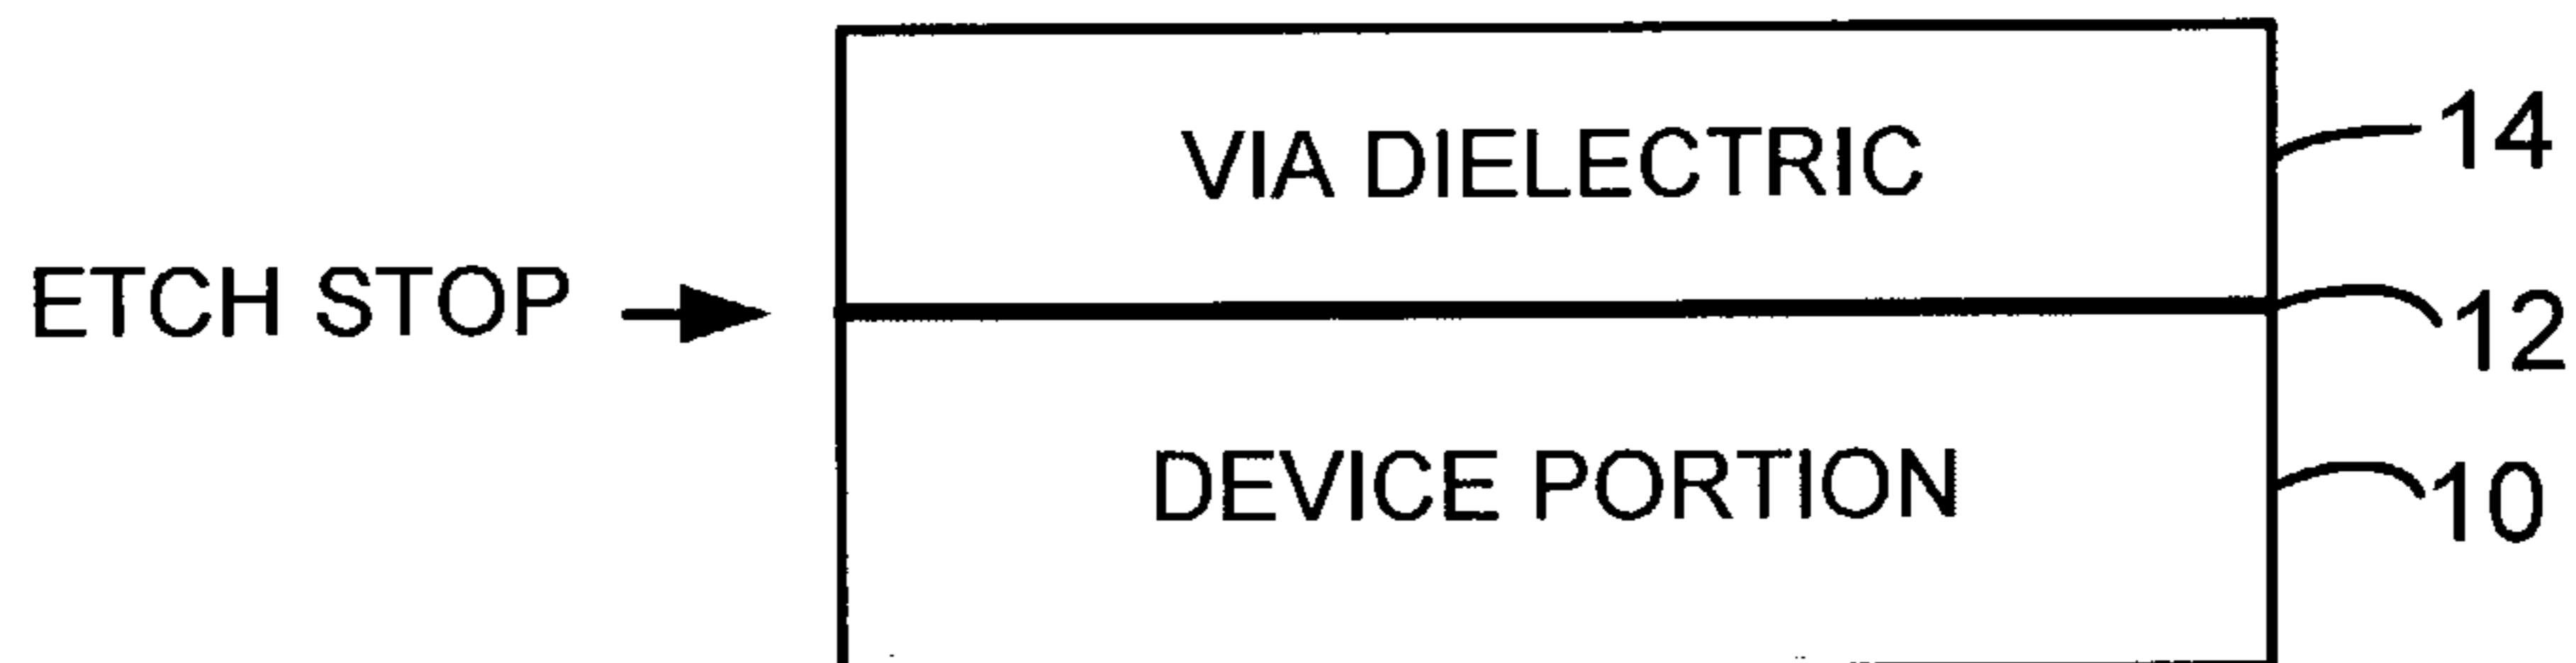 VIA DIELECTRIC
14
ETCH STOP
12
DEVICE PORTION
10